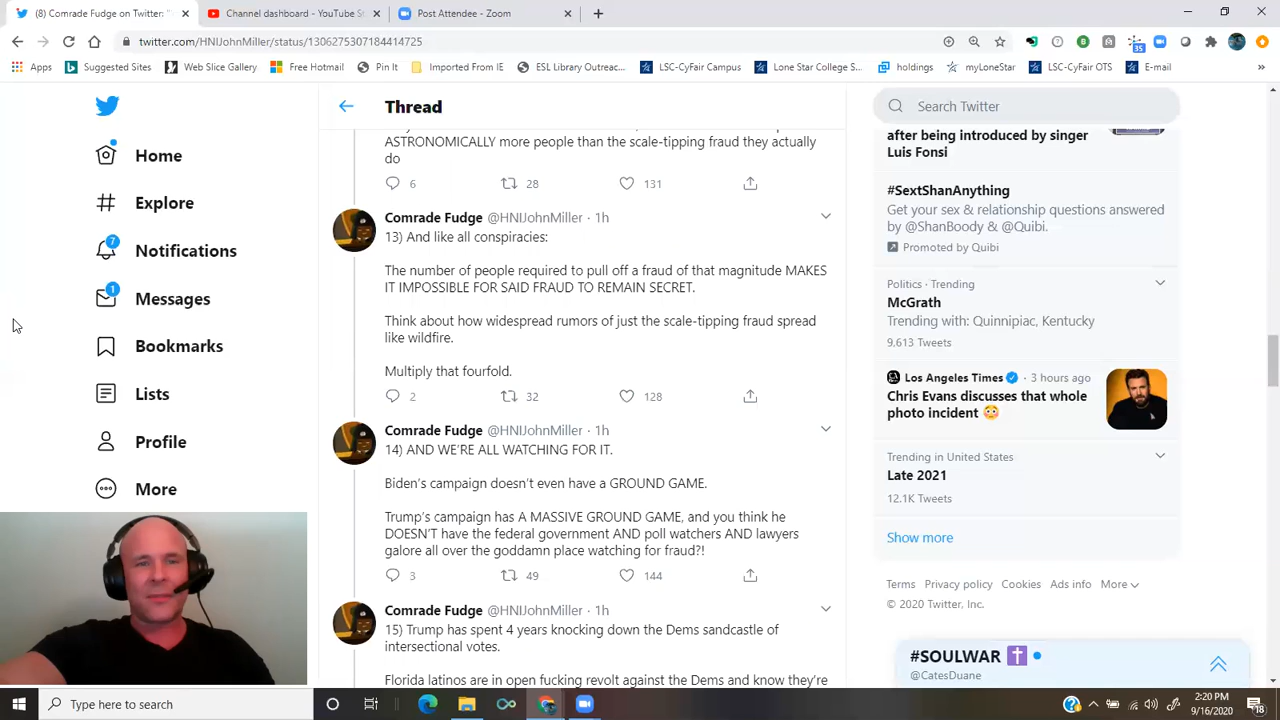 (8) Comrade Fudge on Twitter: "
Channel dashboard - YouTube St
Post Attendee - Zoom
twitter.com/HNIJohnMiller/status/1306275307184414725
35
Apps
Suggested Sites
Web Slice Gallery
Free Hotmail
Pin It
Imported From IE
ESL Library Outreac...
LSC-CyFair Campus
Lone Star College S...
holdings
myLoneStar
LSC-CyFair OTS
E-mail
»
Home
Explore
7
Notifications
1
Messages
Bookmarks
Lists
Profile
More
Thread
ASTRONOMICALLY more people than the scale-tipping fraud they actually
do
6 28 131
Comrade Fudge @HNIJohnMiller · 1h
13) And like all conspiracies:
The number of people required to pull off a fraud of that magnitude MAKES
IT IMPOSSIBLE FOR SAID FRAUD TO REMAIN SECRET.
Think about how widespread rumors of just the scale-tipping fraud spread
like wildfire.
Multiply that fourfold.
2 32 128
Comrade Fudge @HNIJohnMiller · 1h
14) AND WE'RE ALL WATCHING FOR IT.
Biden's campaign doesn't even have a GROUND GAME.
Trump's campaign has A MASSIVE GROUND GAME, and you think he
DOESN'T have the federal government AND poll watchers AND lawyers
galore all over the goddamn place watching for fraud?!
3 49 144
Comrade Fudge @HNIJohnMiller · 1h
15) Trump has spent 4 years knocking down the Dems sandcastle of
intersectional votes.
Florida latinos are in open fucking revolt against the Dems and know they're
Search Twitter
after being introduced by singer
Luis Fonsi
#SextShanAnything
Get your sex & relationship questions answered
by @ShanBoody & @Quibi.
Promoted by Quibi
Politics · Trending
McGrath
Trending with: Quinnipiac, Kentucky
9,613 Tweets
Los Angeles Times · 3 hours ago
Chris Evans discusses that whole
photo incident 😳
Trending in United States
Late 2021
12.1K Tweets
Show more
Terms Privacy policy Cookies Ads info More
© 2020 Twitter, Inc.
#SOULWAR ✝️
@CatesDuane
Type here to search
2:20 PM
9/16/2020
18